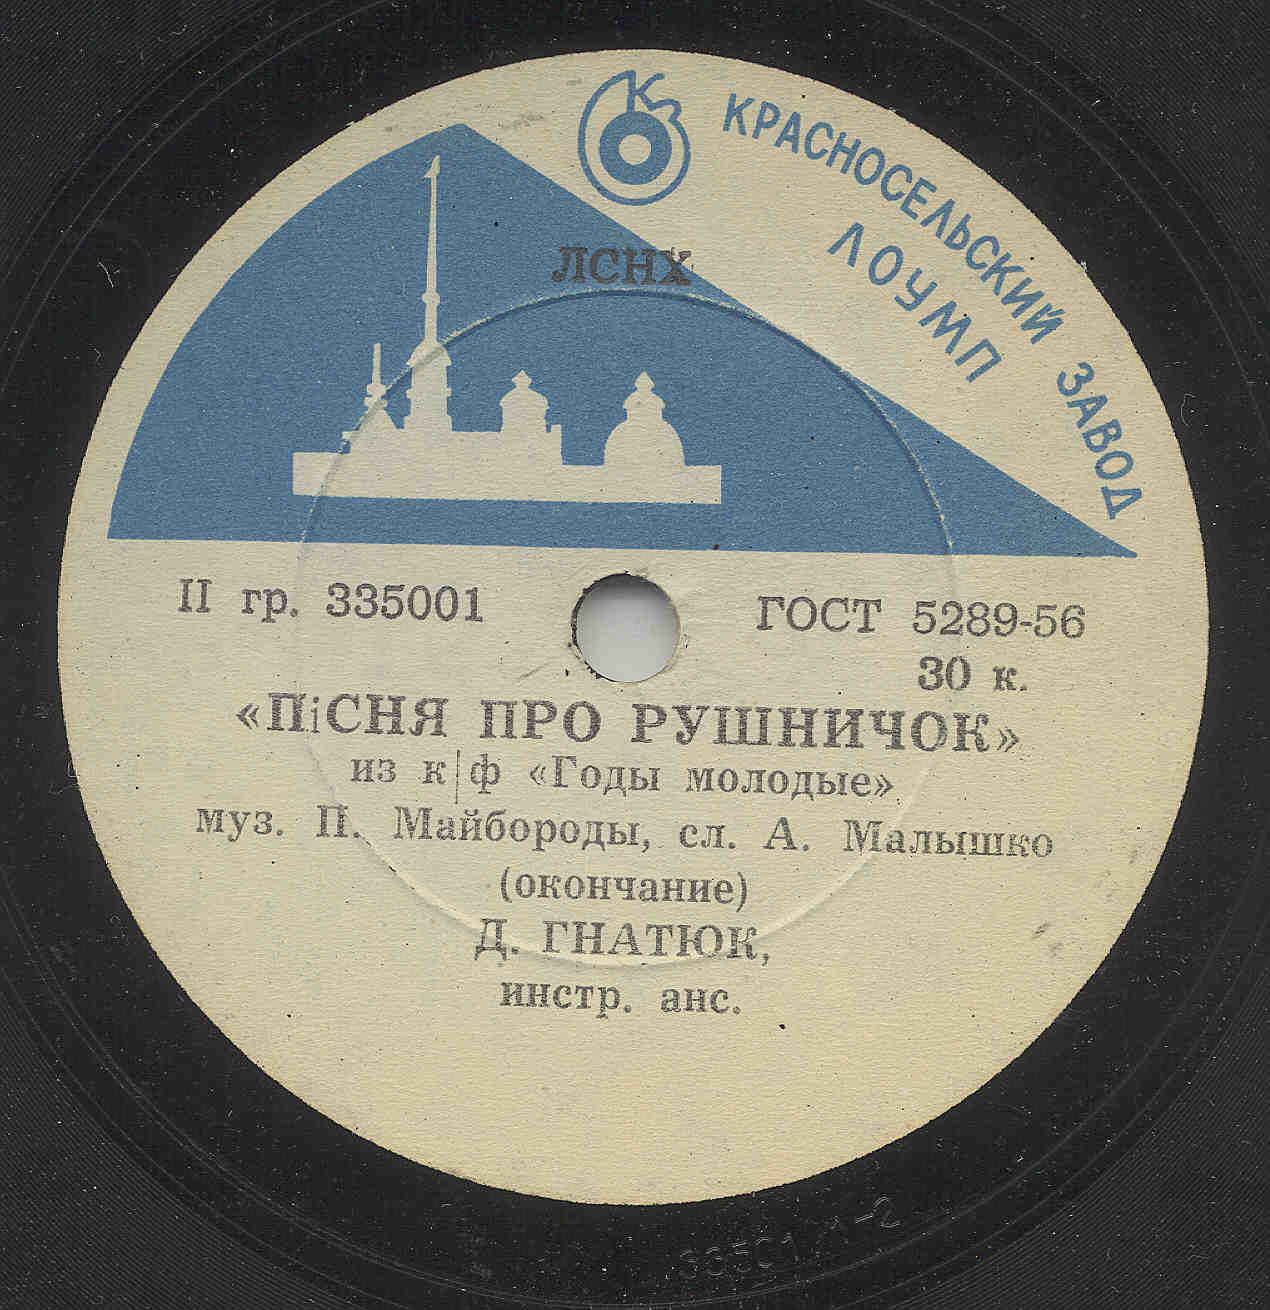 К
КРАСНОСЕЛЬСКИЙ ЗАВОД
ЛОУМП
ЛСНХ
II гр. 335001
ГОСТ 5289-56
30 к.
«ПіСНЯ ПРО РУШНИЧОК»
из к/ф «Годы молодые»
муз. П. Майбороды, сл. А. Малышко
(окончание)
Д. ГНАТЮК,
инстр. анс.